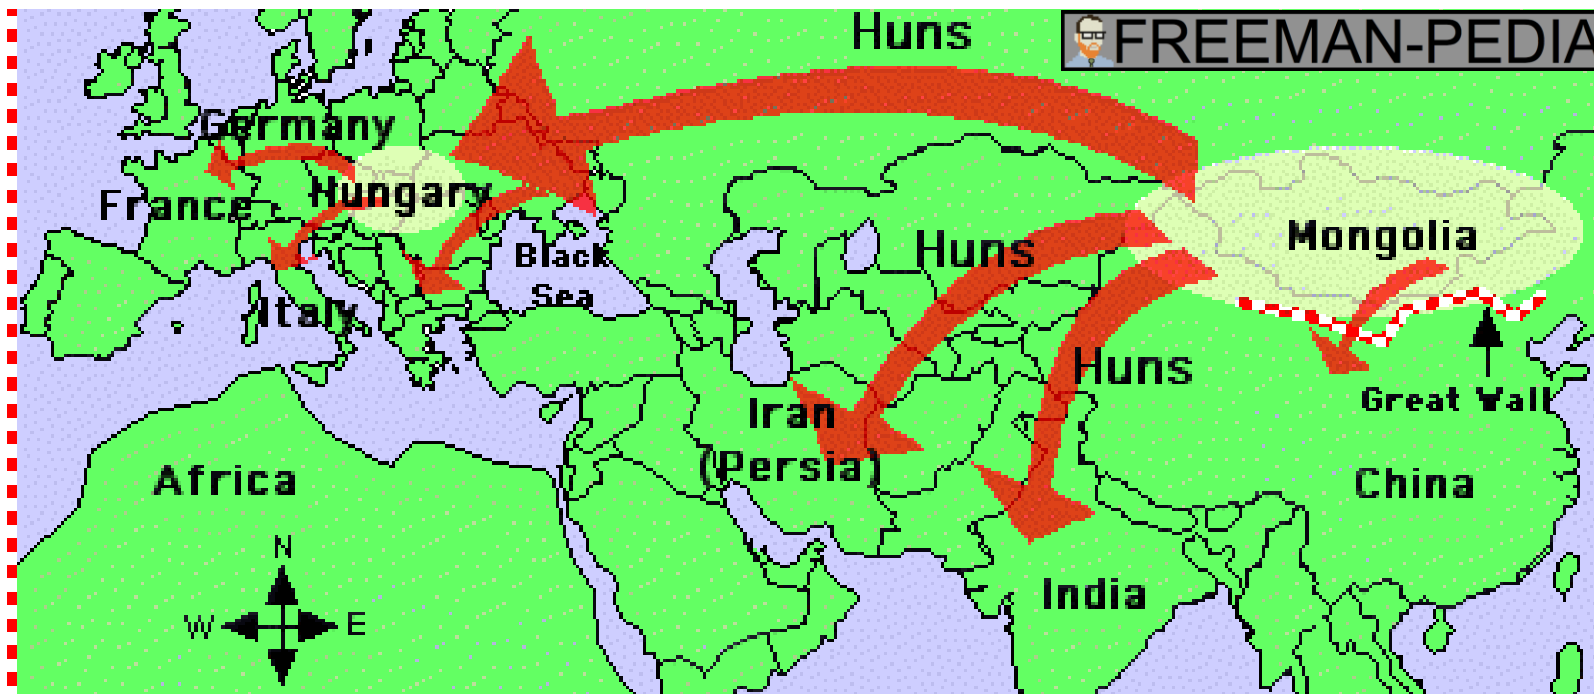 Huns
FREEMAN-PEDIA
Germany
Hungary
France
Mongolia
Huns
Black
Sea
Italy
Huns
Great Wall
Iran
(Persia)
Africa
China
N
W
E
India